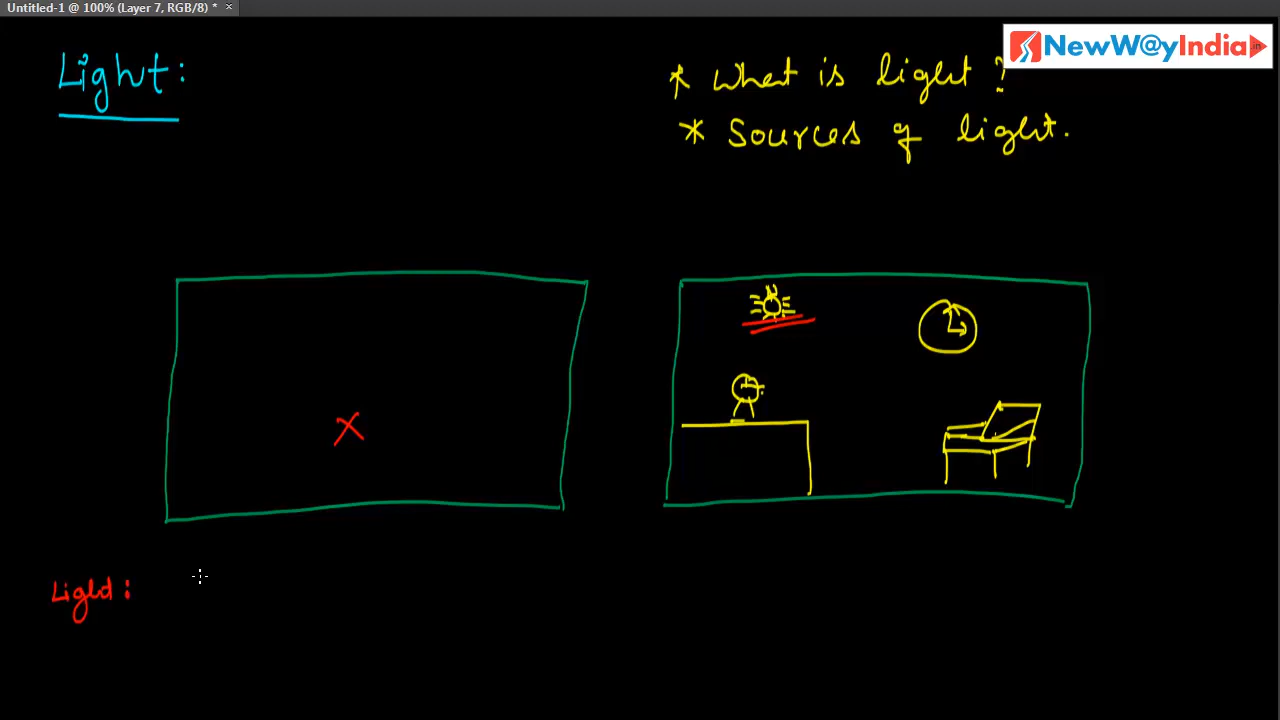 Untitled-1 @ 100% (Layer 7, RGB/8) *
NewW@yIndia.in
Light:
* What is light ?
* Sources of light.
Light: